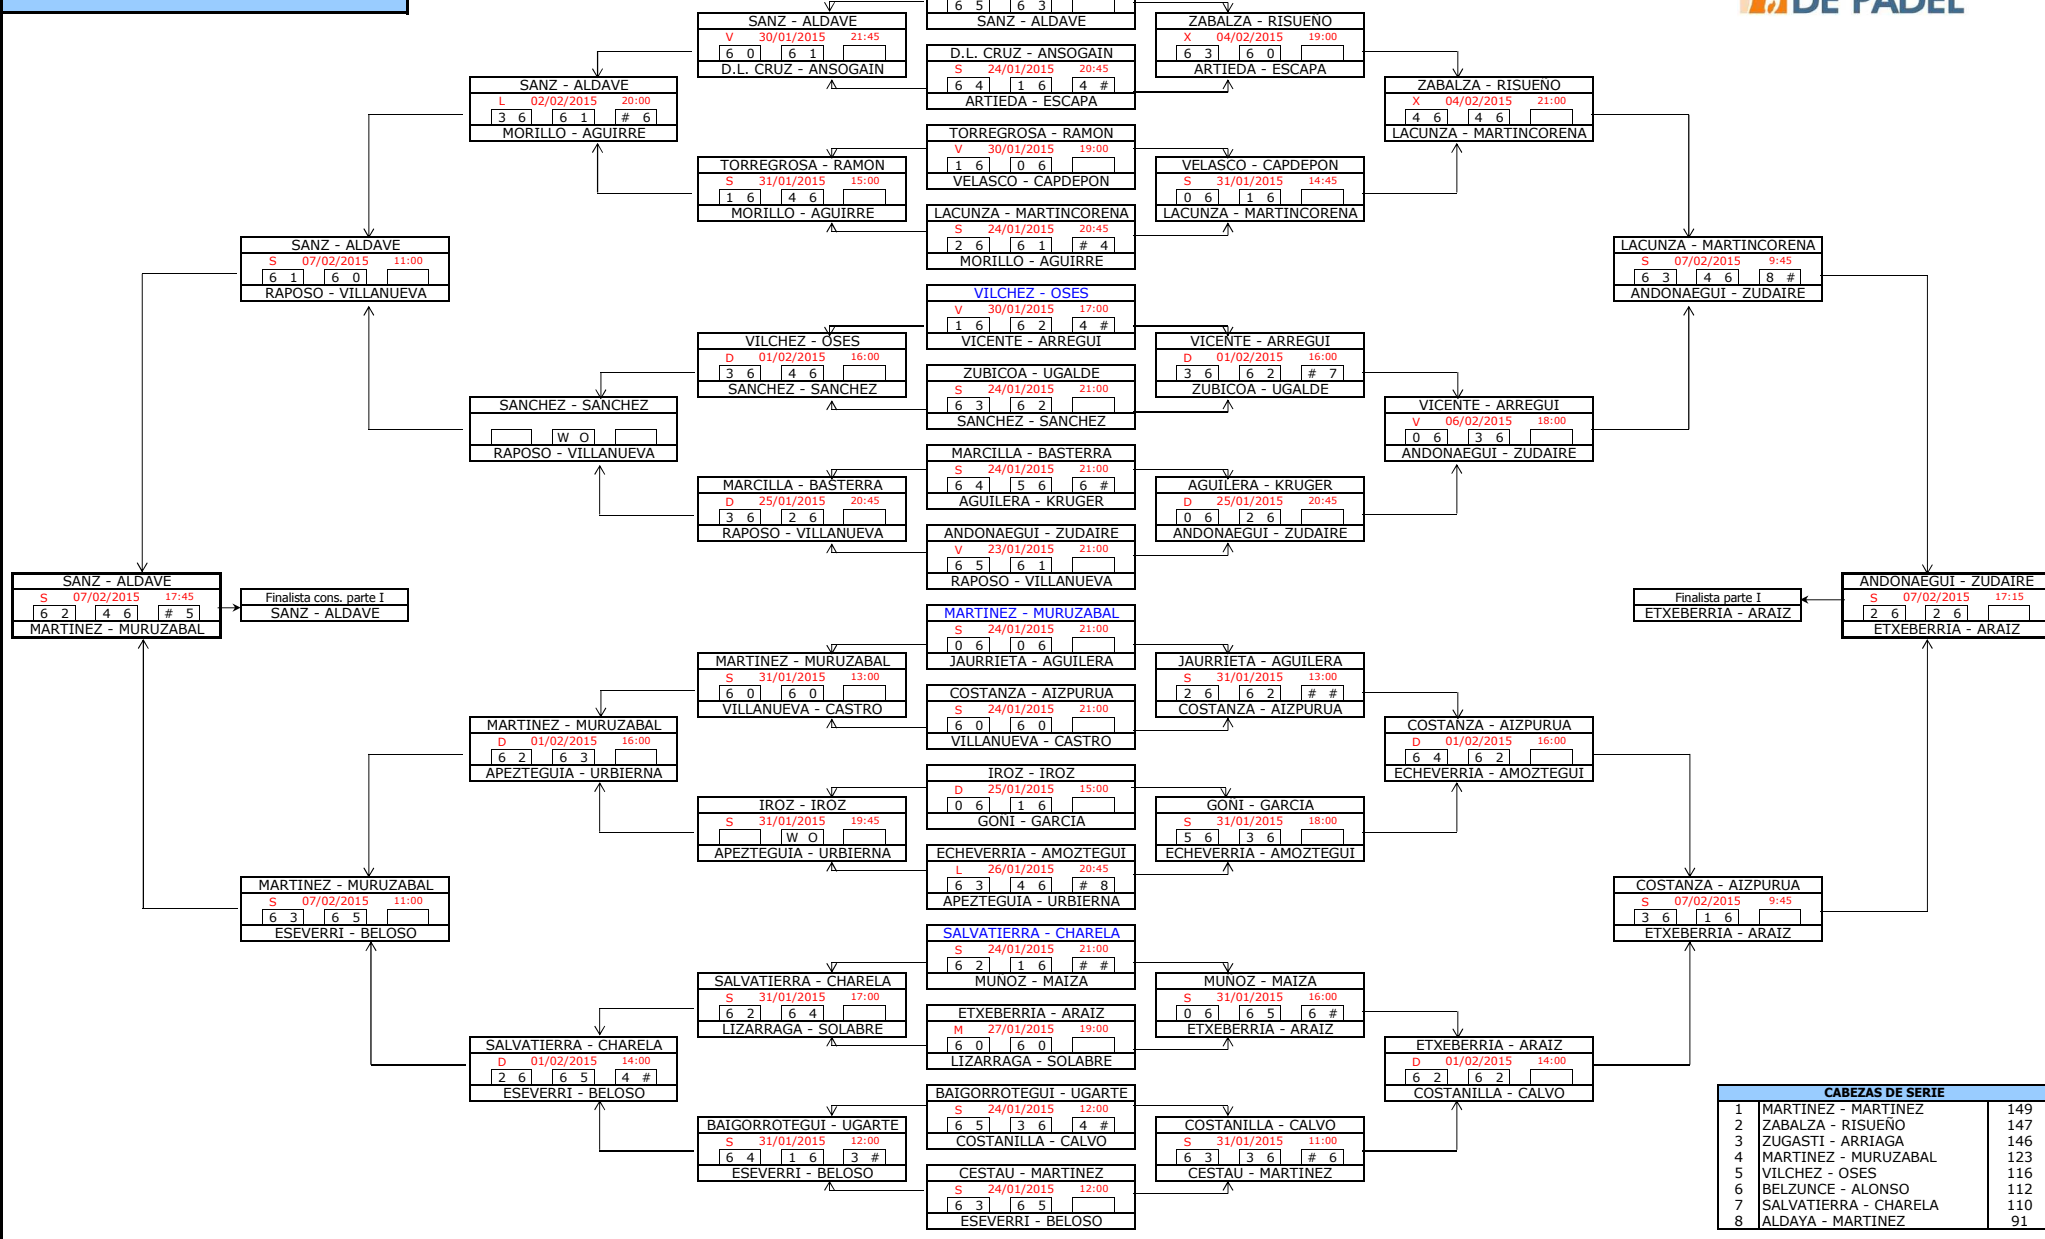 DE PADEL
6 5 6 3
SANZ - ALDAVE
D.L. CRUZ - ANSOGAIN
S 24/01/2015 20:45
6 4 1 6 4 #
ARTIEDA - ESCAPA
TORREGROSA - RAMON
V 30/01/2015 19:00
1 6 0 6
VELASCO - CAPDEPON
LACUNZA - MARTINCORENA
S 24/01/2015 20:45
2 6 6 1 # 4
MORILLO - AGUIRRE
VILCHEZ - OSES
V 30/01/2015 17:00
1 6 6 2 4 #
VICENTE - ARREGUI
ZUBICOA - UGALDE
S 24/01/2015 21:00
6 3 6 2
SANCHEZ - SANCHEZ
MARCILLA - BASTERRA
S 24/01/2015 21:00
6 4 5 6 6 #
AGUILERA - KRUGER
ANDONAEGUI - ZUDAIRE
V 23/01/2015 21:00
6 5 6 1
RAPOSO - VILLANUEVA
MARTINEZ - MURUZABAL
S 24/01/2015 21:00
0 6 0 6
JAURRIETA - AGUILERA
COSTANZA - AIZPURUA
S 24/01/2015 21:00
6 0 6 0
VILLANUEVA - CASTRO
IROZ - IROZ
D 25/01/2015 15:00
0 6 1 6
GOÑI - GARCIA
ECHEVERRIA - AMOZTEGUI
L 26/01/2015 20:45
6 3 4 6 # 8
APEZTEGUIA - URBIERNA
SALVATIERRA - CHARELA
S 24/01/2015 21:00
6 2 1 6 # #
MUÑOZ - MAIZA
ETXEBERRIA - ARAIZ
M 27/01/2015 19:00
6 0 6 0
LIZARRAGA - SOLABRE
BAIGORROTEGUI - UGARTE
S 24/01/2015 12:00
6 5 3 6 4 #
COSTANILLA - CALVO
CESTAU - MARTINEZ
S 24/01/2015 12:00
6 3 6 5
ESEVERRI - BELOSO
SANZ - ALDAVE
V 30/01/2015 21:45
6 0 6 1
D.L. CRUZ - ANSOGAIN
TORREGROSA - RAMON
S 31/01/2015 15:00
1 6 4 6
MORILLO - AGUIRRE
VILCHEZ - OSES
D 01/02/2015 16:00
3 6 4 6
SANCHEZ - SANCHEZ
MARCILLA - BASTERRA
D 25/01/2015 20:45
3 6 2 6
RAPOSO - VILLANUEVA
MARTINEZ - MURUZABAL
S 31/01/2015 13:00
6 0 6 0
VILLANUEVA - CASTRO
IROZ - IROZ
S 31/01/2015 19:45
W O
APEZTEGUIA - URBIERNA
SALVATIERRA - CHARELA
S 31/01/2015 17:00
6 2 6 4
LIZARRAGA - SOLABRE
BAIGORROTEGUI - UGARTE
S 31/01/2015 12:00
6 4 1 6 3 #
ESEVERRI - BELOSO
SANZ - ALDAVE
L 02/02/2015 20:00
3 6 6 1 # 6
MORILLO - AGUIRRE
SANCHEZ - SANCHEZ
W O
RAPOSO - VILLANUEVA
MARTINEZ - MURUZABAL
D 01/02/2015 16:00
6 2 6 3
APEZTEGUIA - URBIERNA
SALVATIERRA - CHARELA
D 01/02/2015 14:00
2 6 6 5 4 #
ESEVERRI - BELOSO
SANZ - ALDAVE
S 07/02/2015 11:00
6 1 6 0
RAPOSO - VILLANUEVA
MARTINEZ - MURUZABAL
S 07/02/2015 11:00
6 3 6 5
ESEVERRI - BELOSO
SANZ - ALDAVE
S 07/02/2015 17:45
6 2 4 6 # 5
MARTINEZ - MURUZABAL
Finalista cons. parte I
SANZ - ALDAVE
ZABALZA - RISUEÑO
X 04/02/2015 19:00
6 3 6 0
ARTIEDA - ESCAPA
VELASCO - CAPDEPON
S 31/01/2015 14:45
0 6 1 6
LACUNZA - MARTINCORENA
VICENTE - ARREGUI
D 01/02/2015 16:00
3 6 6 2 # 7
ZUBICOA - UGALDE
AGUILERA - KRUGER
D 25/01/2015 20:45
0 6 2 6
ANDONAEGUI - ZUDAIRE
JAURRIETA - AGUILERA
S 31/01/2015 13:00
2 6 6 2 # #
COSTANZA - AIZPURUA
GOÑI - GARCIA
S 31/01/2015 18:00
5 6 3 6
ECHEVERRIA - AMOZTEGUI
MUÑOZ - MAIZA
S 31/01/2015 16:00
0 6 6 5 6 #
ETXEBERRIA - ARAIZ
COSTANILLA - CALVO
S 31/01/2015 11:00
6 3 3 6 # 6
CESTAU - MARTINEZ
ZABALZA - RISUEÑO
X 04/02/2015 21:00
4 6 4 6
LACUNZA - MARTINCORENA
VICENTE - ARREGUI
V 06/02/2015 18:00
0 6 3 6
ANDONAEGUI - ZUDAIRE
COSTANZA - AIZPURUA
D 01/02/2015 16:00
6 4 6 2
ECHEVERRIA - AMOZTEGUI
ETXEBERRIA - ARAIZ
D 01/02/2015 14:00
6 2 6 2
COSTANILLA - CALVO
LACUNZA - MARTINCORENA
S 07/02/2015 9:45
6 3 4 6 8 #
ANDONAEGUI - ZUDAIRE
COSTANZA - AIZPURUA
S 07/02/2015 9:45
3 6 1 6
ETXEBERRIA - ARAIZ
Finalista parte I
ETXEBERRIA - ARAIZ
ANDONAEGUI - ZUDAIRE
S 07/02/2015 17:15
2 6 2 6
ETXEBERRIA - ARAIZ
CABEZAS DE SERIE
1 MARTINEZ - MARTINEZ 149
2 ZABALZA - RISUEÑO 147
3 ZUGASTI - ARRIAGA 146
4 MARTINEZ - MURUZABAL 123
5 VILCHEZ - OSES 116
6 BELZUNCE - ALONSO 112
7 SALVATIERRA - CHARELA 110
8 ALDAYA - MARTINEZ 91